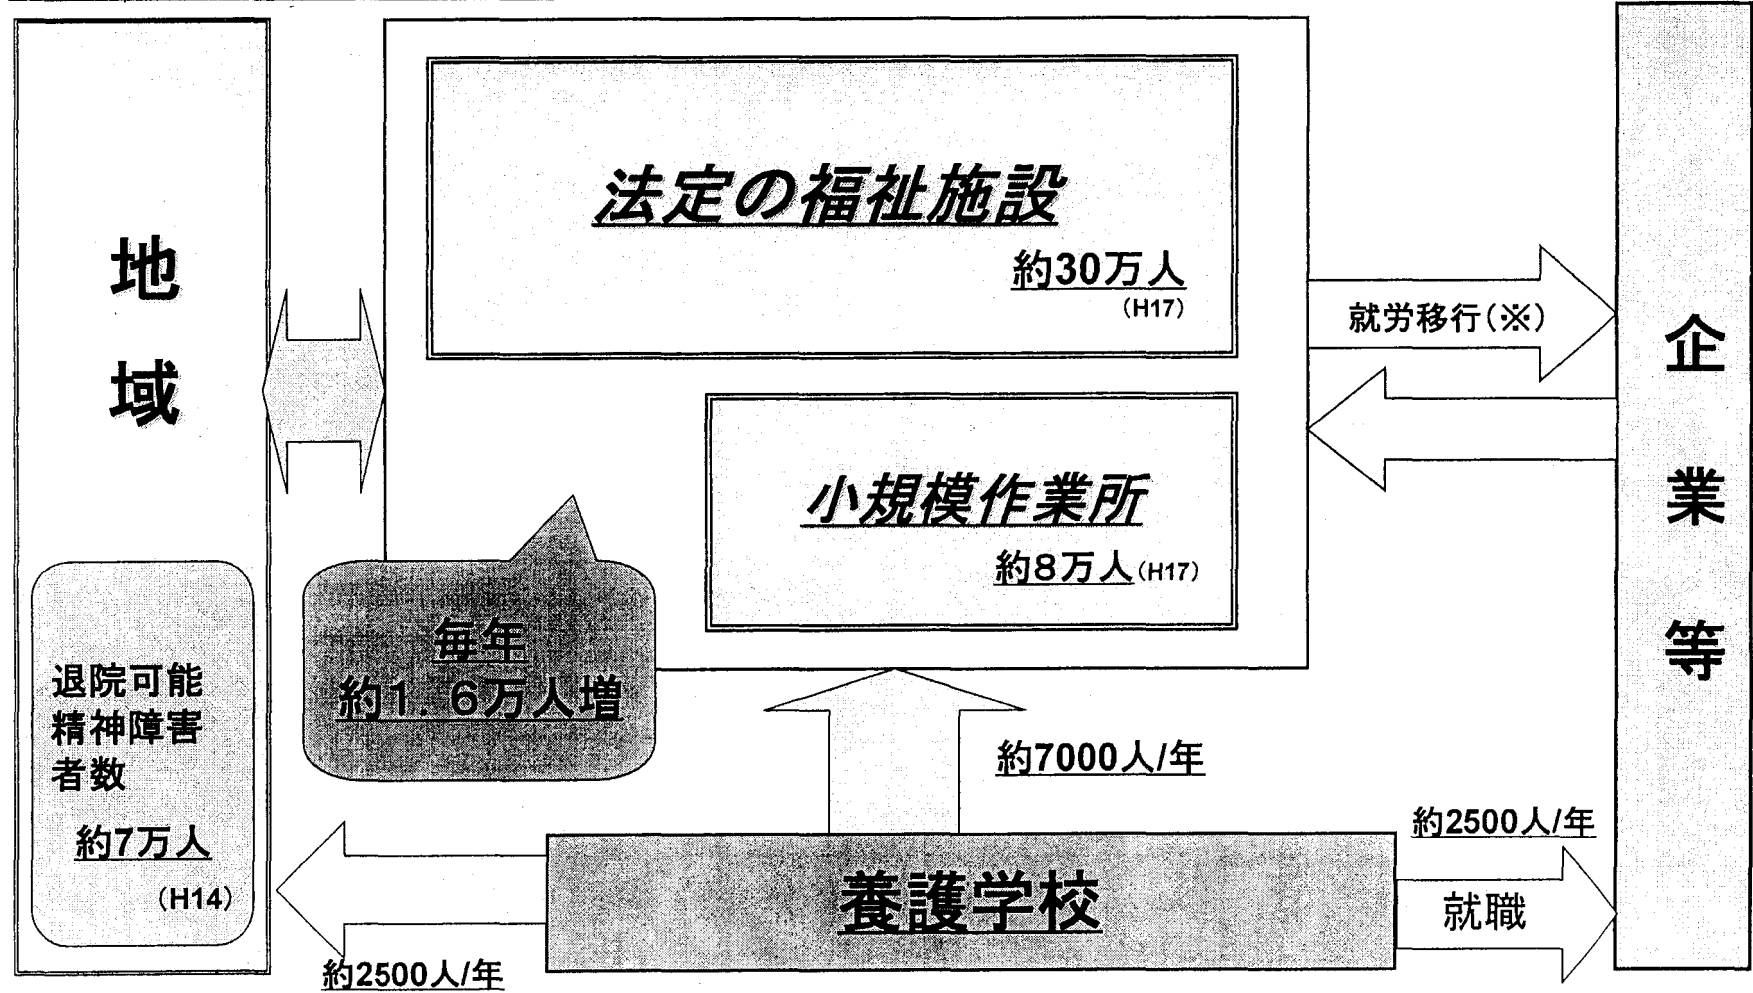 地域
退院可能
精神障害
者数
約7万人
(H14)
法定の福祉施設
約30万人
(H17)
小規模作業所
約8万人(H17)
毎年
約1.6万人増
就労移行(※)
企業等
約7000人/年
養護学校
約2500人/年
約2500人/年
就職